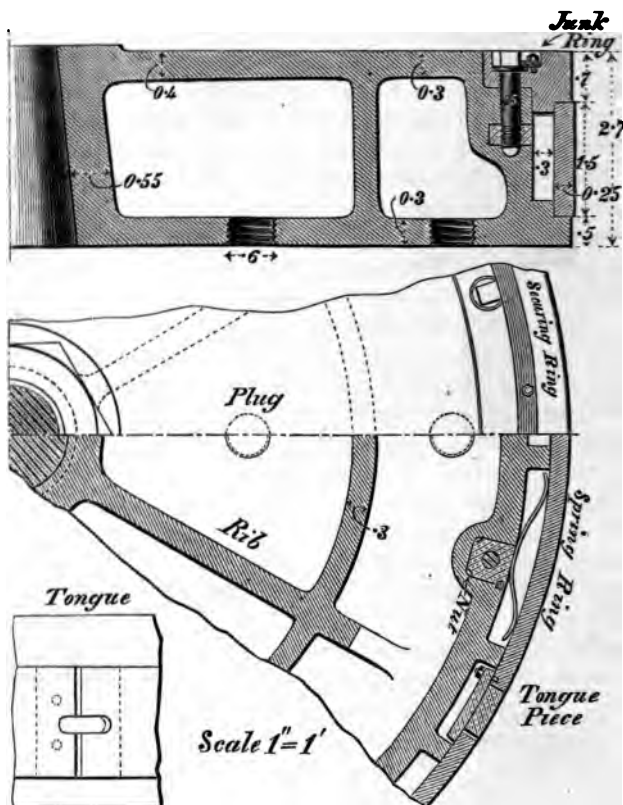 Junk
Ring
0·4
0·3
·7
2·7
·5
·3
1·5
0·55
0·25
0·3
·5
6
Securing Ring
Plug
Rib
·3
Spring Ring
Nut
Tongue
Tongue
Piece
Scale 1"=1'